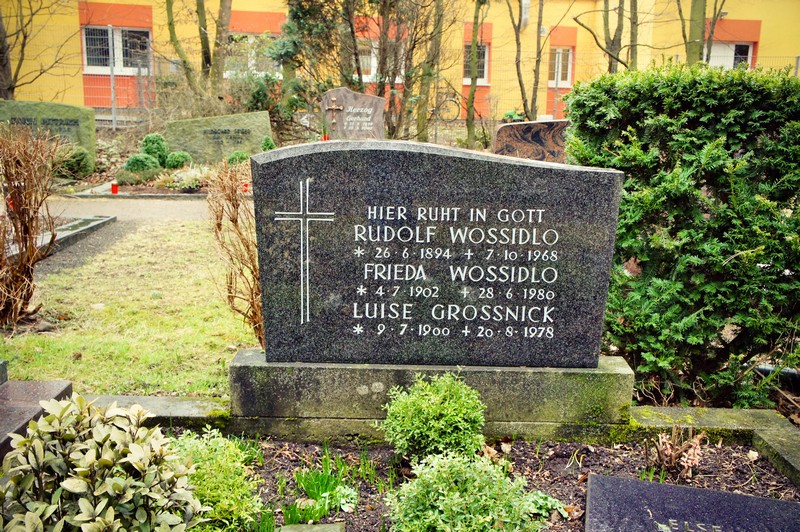 HIER RUHT IN GOTT
RUDOLF WOSSIDLO
* 26·6·1894 + 7·10·1968
FRIEDA WOSSIDLO
* 4·7·1902 + 28·6·1980
LUISE GROSSNICK
* 9·7·1900 + 20·8·1978
Herzog